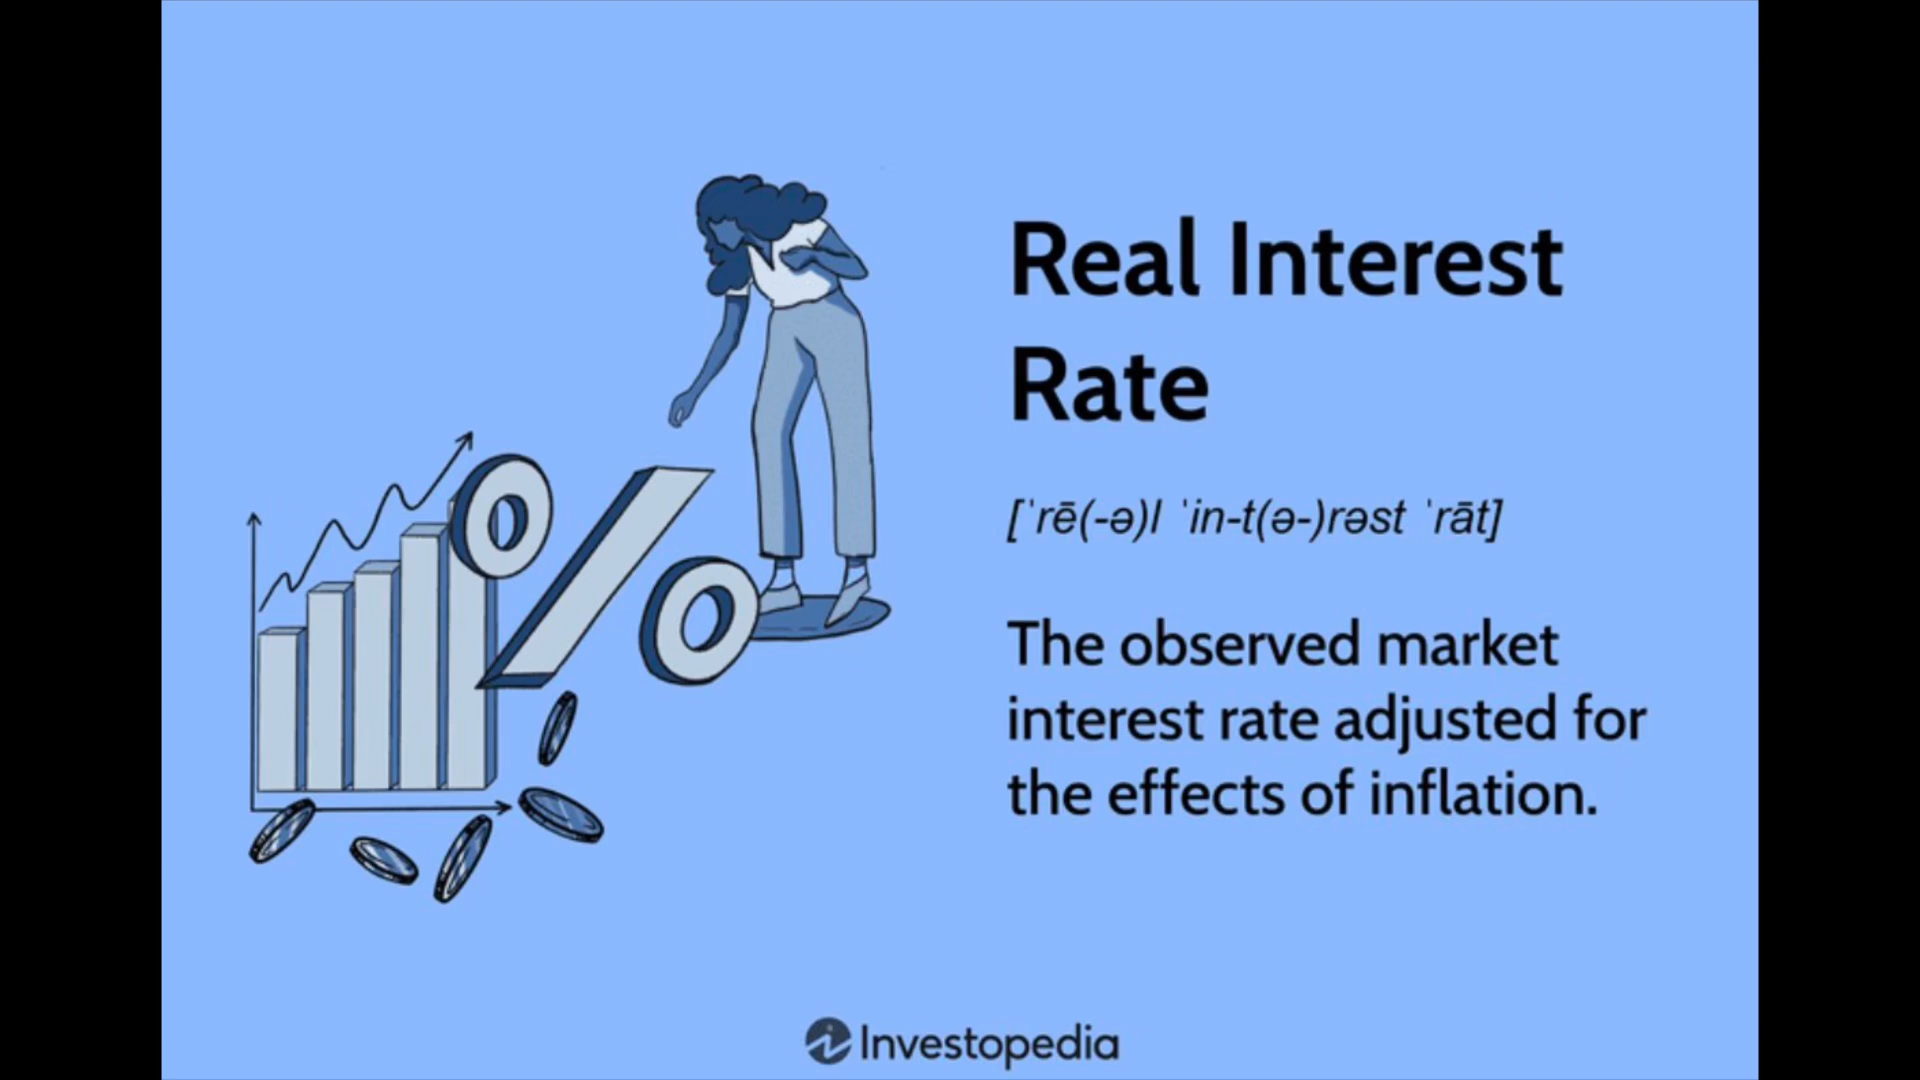 Real Interest
Rate
[ˈrē(-ə)l ˈin-t(ə-)rəst ˈrāt]
The observed market
interest rate adjusted for
the effects of inflation.
Investopedia